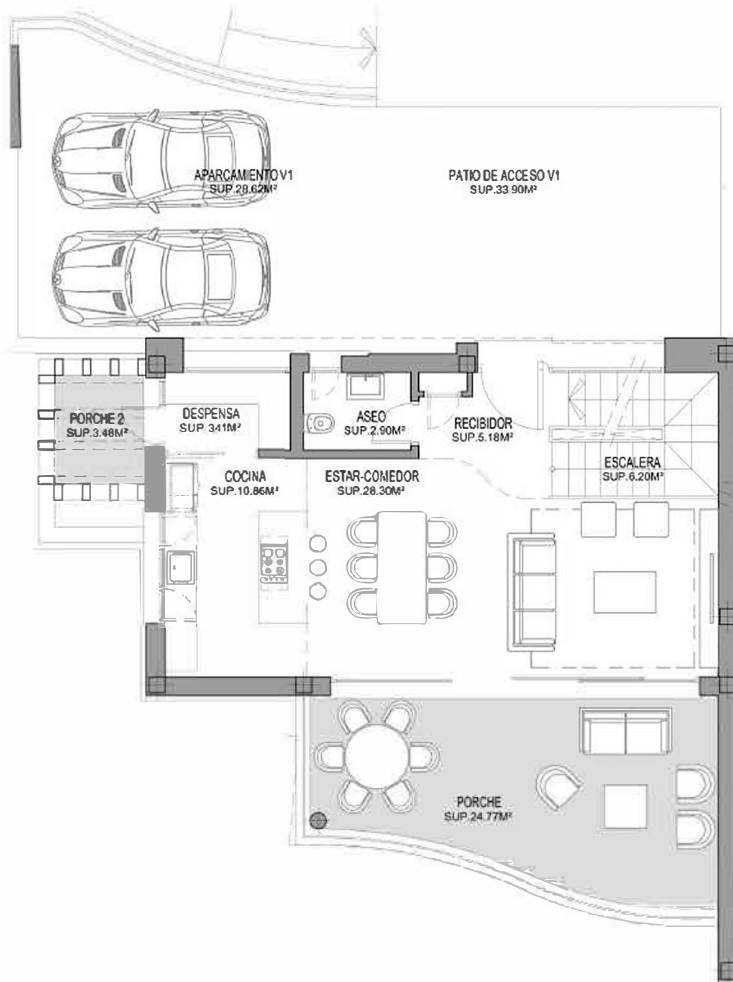 APARCAMIENTO V1
SUP.28.62M²
PATIO DE ACCESO V1
SUP.33.90M²
PORCHE 2
SUP.3.48M²
DESPENSA
SUP 3.41M²
ASEO
SUP.2.90M²
RECIBIDOR
SUP.5.18M²
COCINA
SUP.10.86M²
ESTAR-COMEDOR
SUP.28.30M²
ESCALERA
SUP.6.20M²
PORCHE
SUP.24.77M²